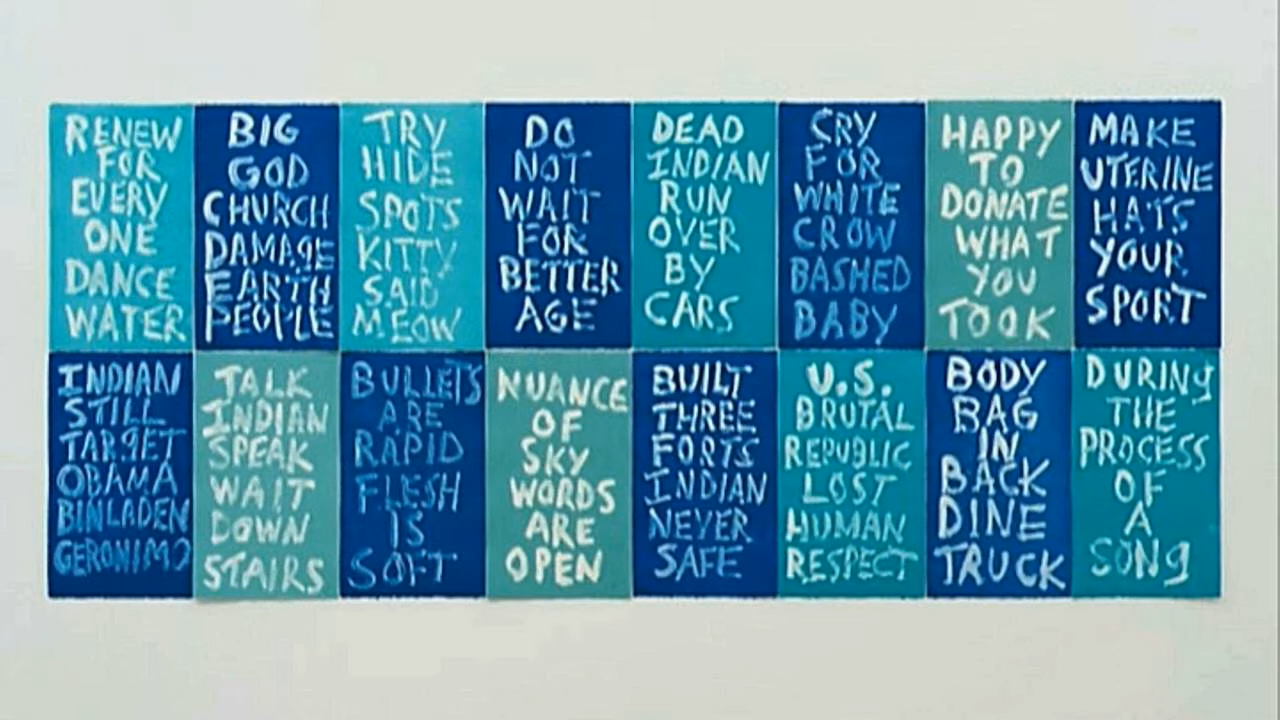 RENEW
FOR
EVERY
ONE
DANCE
WATER
BIG
GOD
CHURCH
DAMAGE
EARTH
PEOPLE
TRY
HIDE
SPOTS
KITTY
SAID
MEOW
DO
NOT
WAIT
FOR
BETTER
AGE
DEAD
INDIAN
RUN
OVER
BY
CARS
CRY
FOR
WHITE
CROW
BASHED
BABY
HAPPY
TO
DONATE
WHAT
YOU
TOOK
MAKE
UTERINE
HATS
YOUR
SPORT
INDIAN
STILL
TARGET
OBAMA
BINLADEN
GERONIMO
TALK
INDIAN
SPEAK
WAIT
DOWN
STAIRS
BULLETS
ARE
RAPID
FLESH
IS
SOFT
NUANCE
OF
SKY
WORDS
ARE
OPEN
BUILT
THREE
FORTS
INDIAN
NEVER
SAFE
U.S.
BRUTAL
REPUBLIC
LOST
HUMAN
RESPECT
BODY
BAG
IN
BACK
DINE
TRUCK
DURING
THE
PROCESS
OF
A
SONG